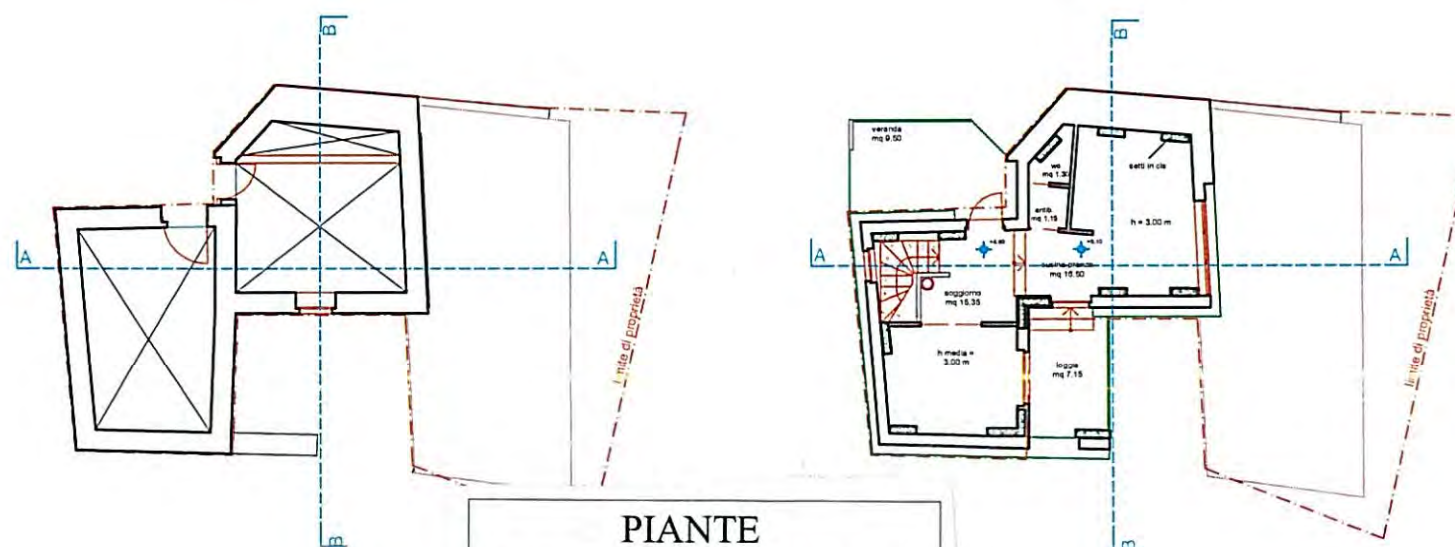 B
A
A
limite di proprietà
B
B
veranda
mq 9.50
wc
mq 1.30
setti in cls
antib.
mq 1.15
h = 3.00 m
A
A
cucina-pranzo
mq 16.50
soggiorno
mq 15.35
h media =
3.00 m
loggia
mq 7.15
limite di proprietà
B
PIANTE